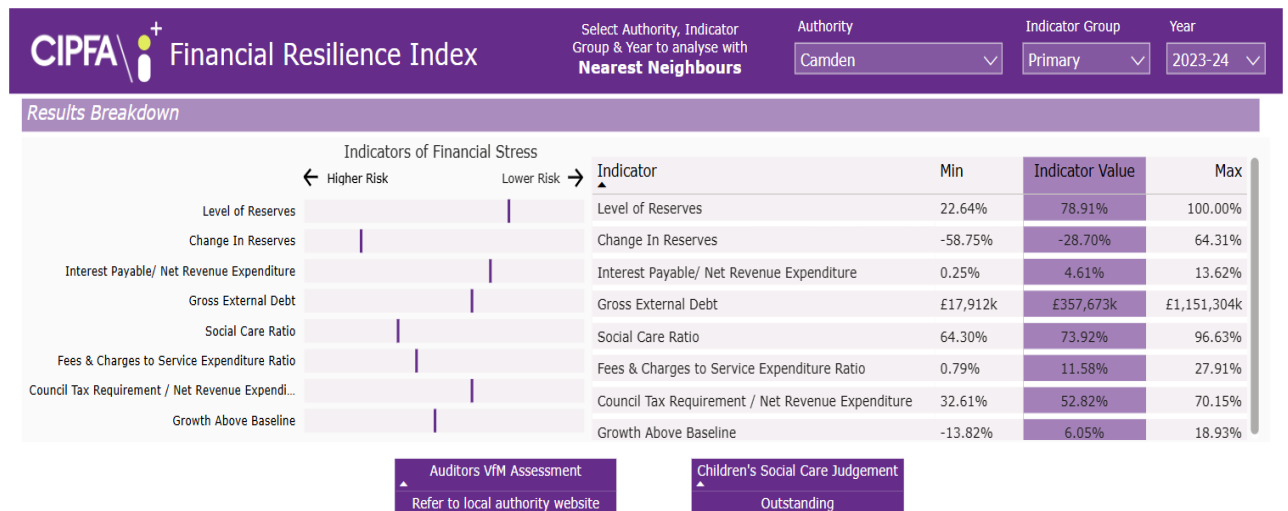 CIPFA\ i+ Financial Resilience Index
Select Authority, Indicator
Group & Year to analyse with
Nearest Neighbours
Authority
Camden
Indicator Group
Primary
Year
2023-24
Results Breakdown
Indicators of Financial Stress
← Higher Risk
Lower Risk →
Level of Reserves
Change In Reserves
Interest Payable/ Net Revenue Expenditure
Gross External Debt
Social Care Ratio
Fees & Charges to Service Expenditure Ratio
Council Tax Requirement / Net Revenue Expendi...
Growth Above Baseline
Indicator Min Indicator Value Max
Level of Reserves 22.64% 78.91% 100.00%
Change In Reserves -58.75% -28.70% 64.31%
Interest Payable/ Net Revenue Expenditure 0.25% 4.61% 13.62%
Gross External Debt £17,912k £357,673k £1,151,304k
Social Care Ratio 64.30% 73.92% 96.63%
Fees & Charges to Service Expenditure Ratio 0.79% 11.58% 27.91%
Council Tax Requirement / Net Revenue Expenditure 32.61% 52.82% 70.15%
Growth Above Baseline -13.82% 6.05% 18.93%
Auditors VfM Assessment
Refer to local authority website
Children's Social Care Judgement
Outstanding